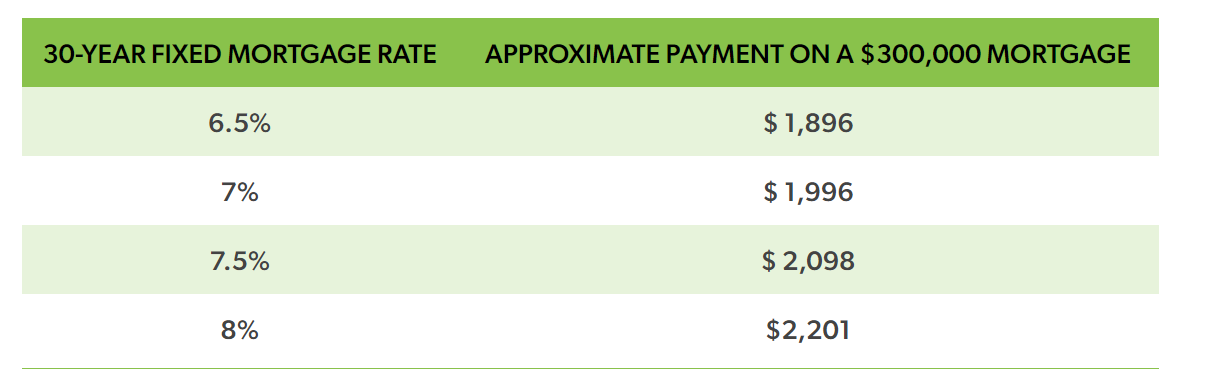 30-YEAR FIXED MORTGAGE RATE APPROXIMATE PAYMENT ON A $300,000 MORTGAGE
6.5% $ 1,896
7% $ 1,996
7.5% $ 2,098
8% $2,201